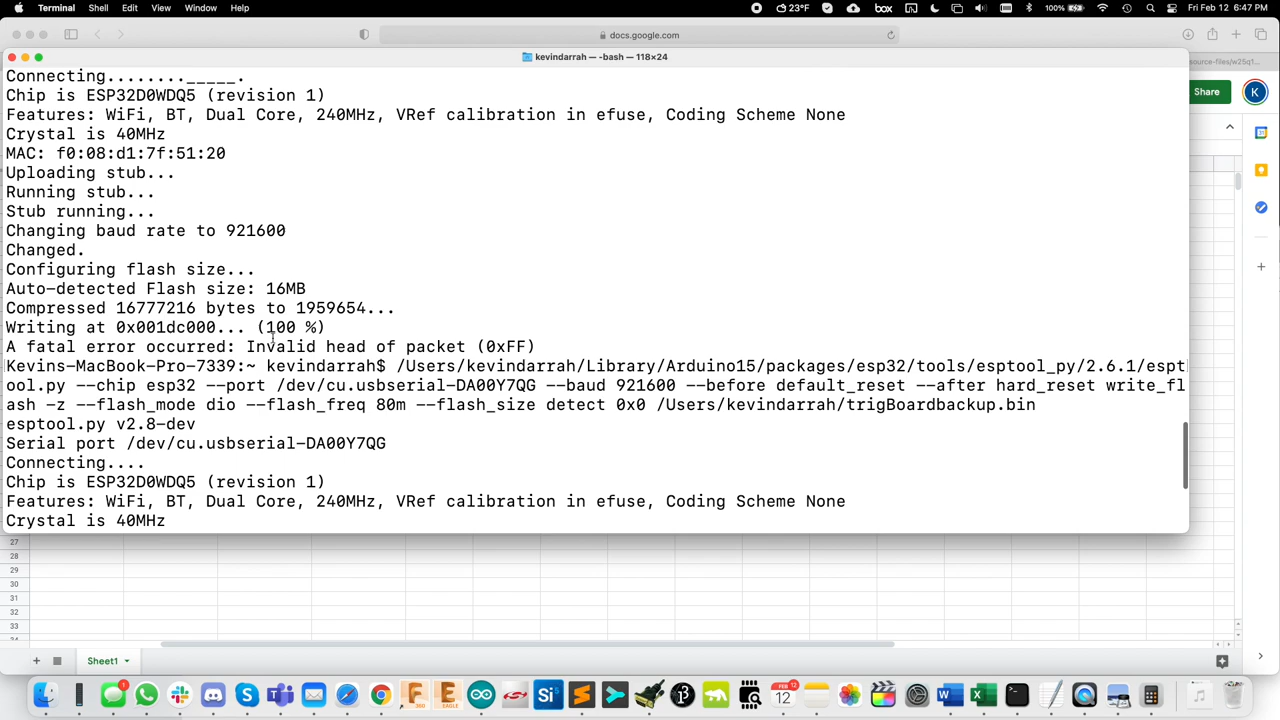 Terminal Shell Edit View Window Help
23°F box 100% Fri Feb 12 6:47 PM
docs.google.com
kevindarrah — -bash — 118×24
Connecting........_____.
Chip is ESP32D0WDQ5 (revision 1)
Features: WiFi, BT, Dual Core, 240MHz, VRef calibration in efuse, Coding Scheme None
Crystal is 40MHz
MAC: f0:08:d1:7f:51:20
Uploading stub...
Running stub...
Stub running...
Changing baud rate to 921600
Changed.
Configuring flash size...
Auto-detected Flash size: 16MB
Compressed 16777216 bytes to 1959654...
Writing at 0x001dc000... (100 %)
A fatal error occurred: Invalid head of packet (0xFF)
Kevins-MacBook-Pro-7339:~ kevindarrah$ /Users/kevindarrah/Library/Arduino15/packages/esp32/tools/esptool_py/2.6.1/espt
ool.py --chip esp32 --port /dev/cu.usbserial-DA00Y7QG --baud 921600 --before default_reset --after hard_reset write_fl
ash -z --flash_mode dio --flash_freq 80m --flash_size detect 0x0 /Users/kevindarrah/trigBoardbackup.bin
esptool.py v2.8-dev
Serial port /dev/cu.usbserial-DA00Y7QG
Connecting....
Chip is ESP32D0WDQ5 (revision 1)
Features: WiFi, BT, Dual Core, 240MHz, VRef calibration in efuse, Coding Scheme None
Crystal is 40MHz
source-files/w25q1...
Share
K
27
28
29
30
31
32
33
34
Sheet1